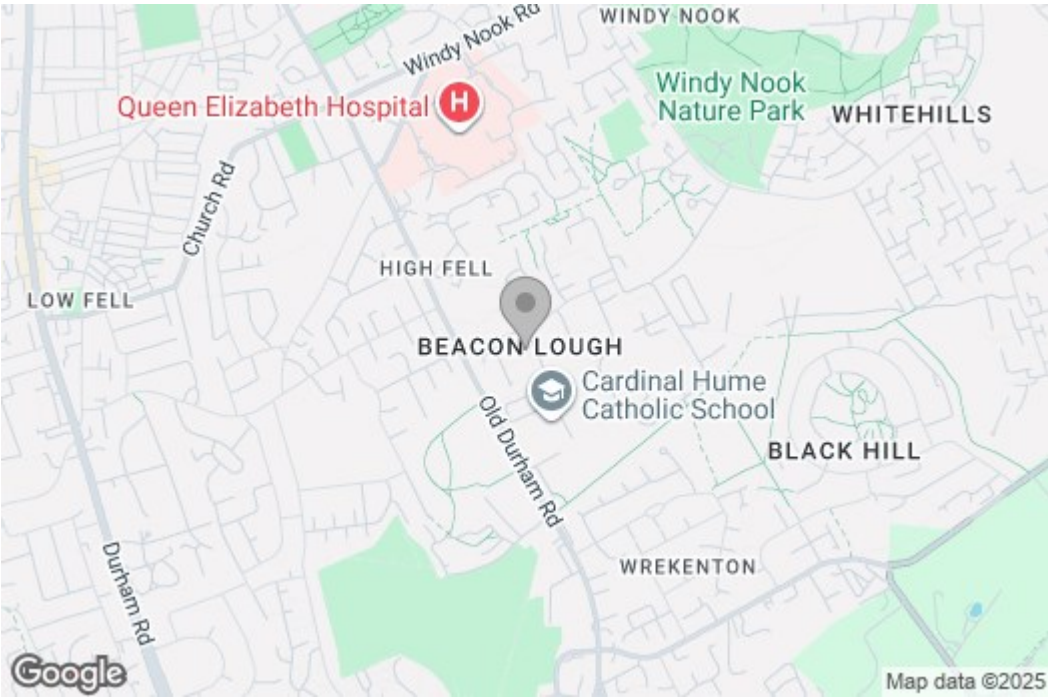 WINDY NOOK
Windy Nook Rd
Windy Nook
Nature Park
Queen Elizabeth Hospital
H
WHITEHILLS
Church Rd
HIGH FELL
LOW FELL
BEACON LOUGH
Cardinal Hume
Catholic School
Old Durham Rd
BLACK HILL
WREKENTON
Durham Rd
Google
Map data ©2025